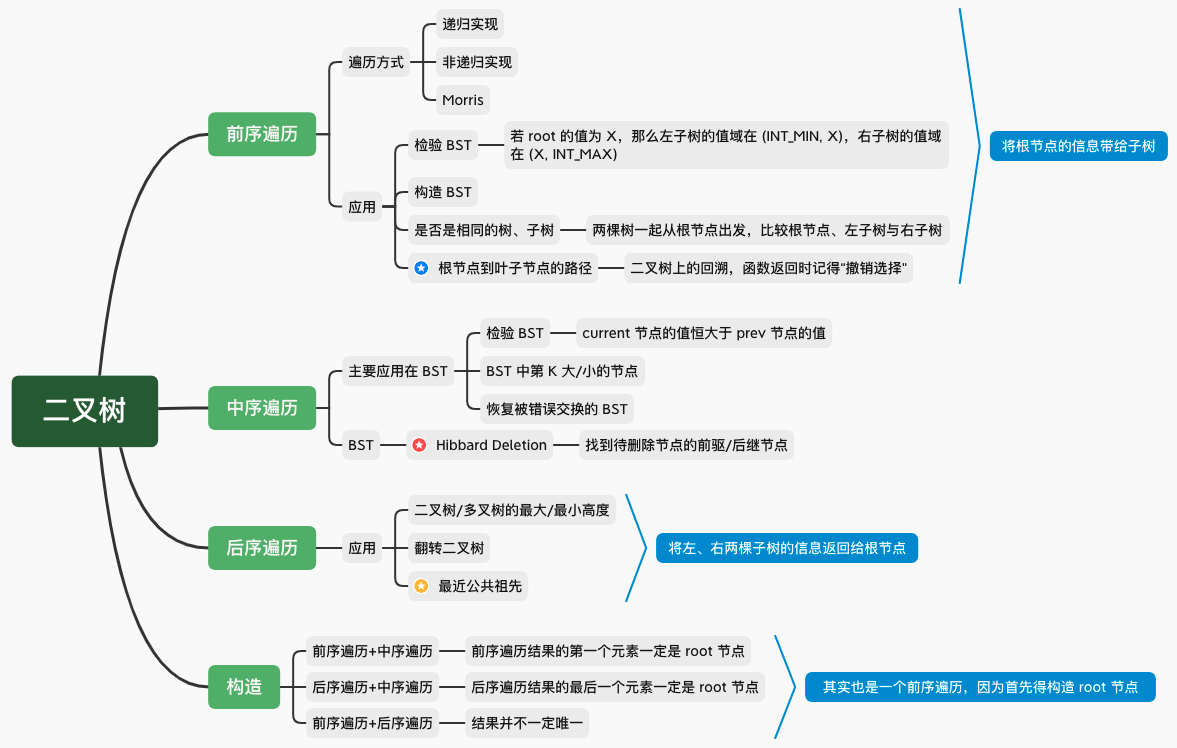 二叉树
前序遍历
遍历方式
递归实现
非递归实现
Morris
应用
检验 BST
若 root 的值为 X，那么左子树的值域在 (INT_MIN, X)，右子树的值域
在 (X, INT_MAX)
构造 BST
是否是相同的树、子树
两棵树一起从根节点出发，比较根节点、左子树与右子树
根节点到叶子节点的路径
二叉树上的回溯，函数返回时记得"撤销选择"
将根节点的信息带给子树
中序遍历
主要应用在 BST
检验 BST
current 节点的值恒大于 prev 节点的值
BST 中第 K 大/小的节点
恢复被错误交换的 BST
BST
Hibbard Deletion
找到待删除节点的前驱/后继节点
后序遍历
应用
二叉树/多叉树的最大/最小高度
翻转二叉树
最近公共祖先
将左、右两棵子树的信息返回给根节点
构造
前序遍历+中序遍历
前序遍历结果的第一个元素一定是 root 节点
后序遍历+中序遍历
后序遍历结果的最后一个元素一定是 root 节点
前序遍历+后序遍历
结果并不一定唯一
其实也是一个前序遍历，因为首先得构造 root 节点